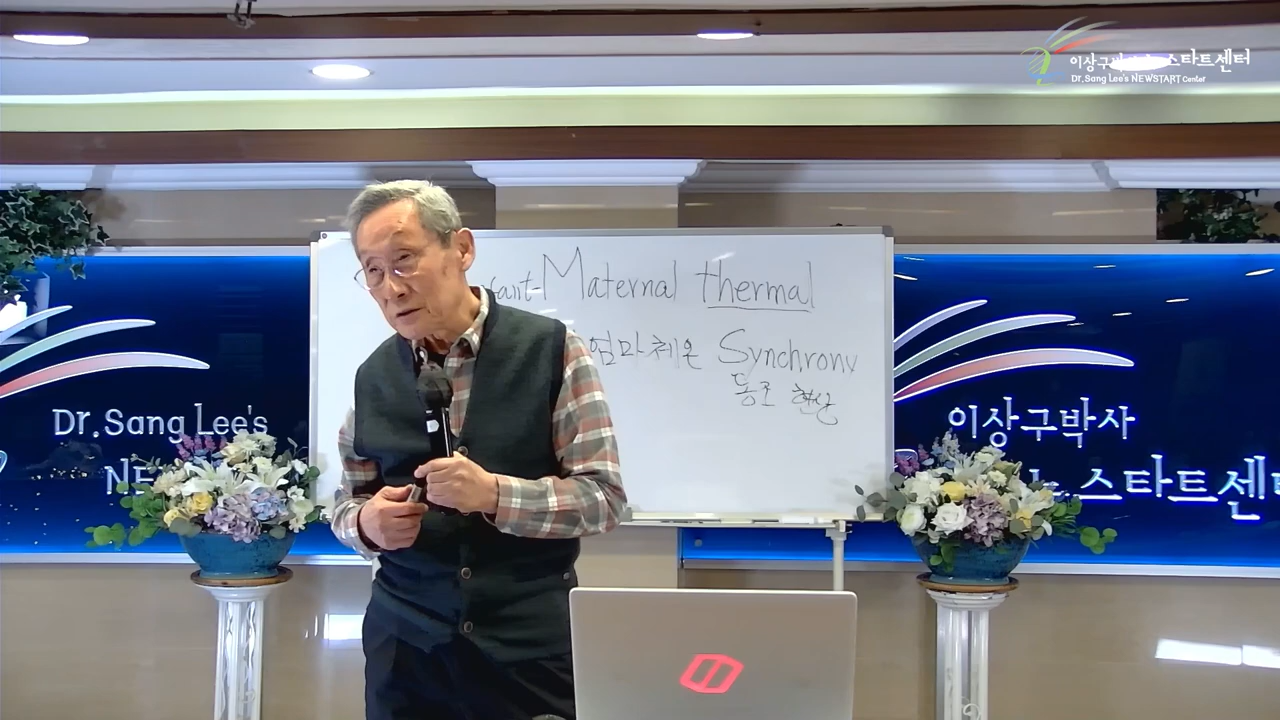 이상구박사 스타트센터
Dr.Sang Lee's NEWSTART Center
Maternal thermal
엄마체온 Synchrony
동조 현상
Dr.Sang Lee's
NE
이상구박사
스타트센